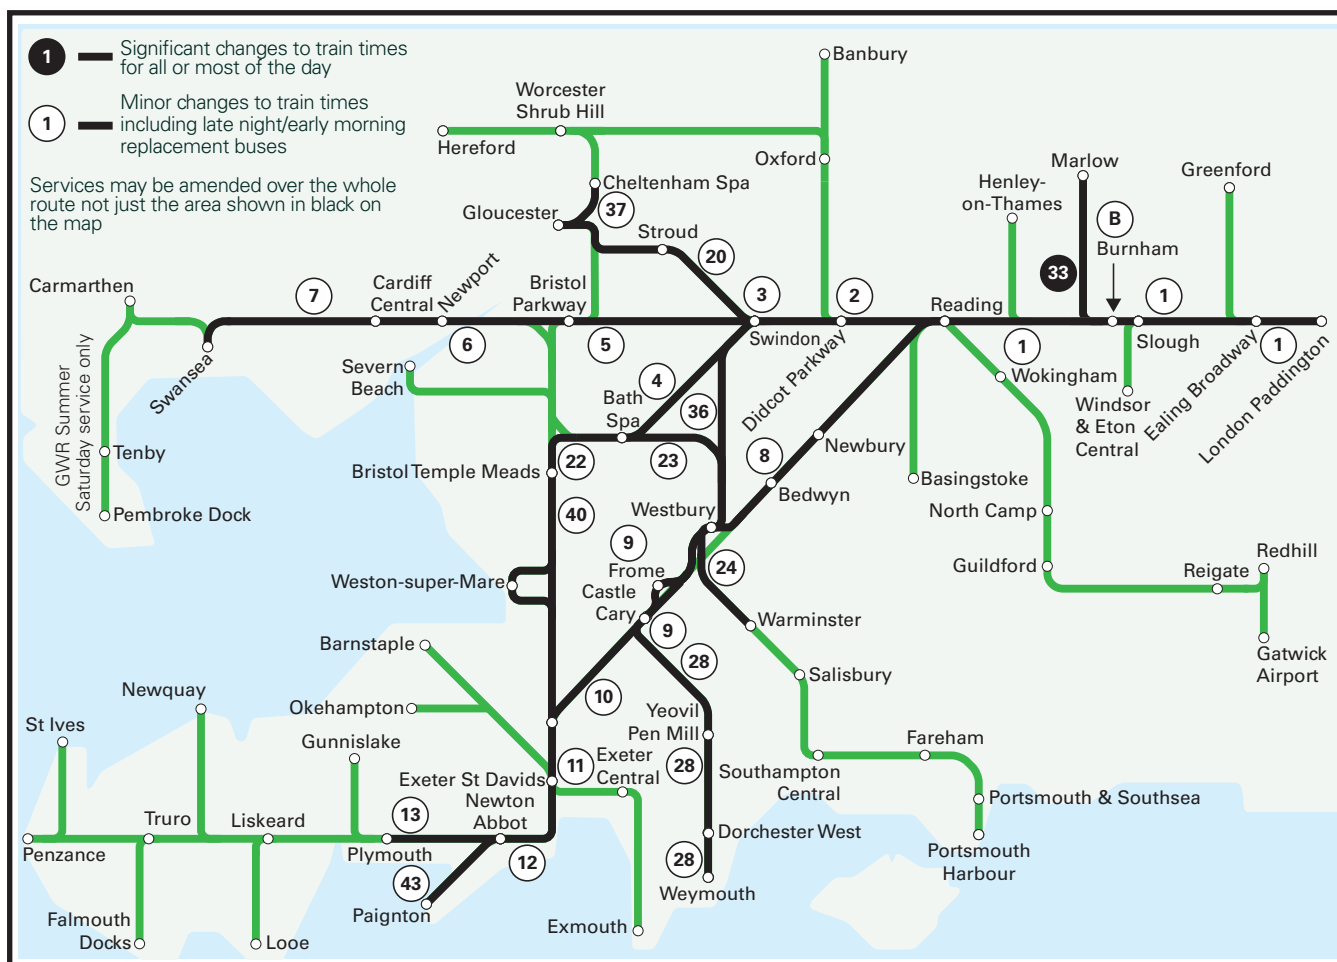 1
Significant changes to train times
for all or most of the day
1
Minor changes to train times
including late night/early morning
replacement buses
Services may be amended over the whole
route not just the area shown in black on
the map
Banbury
Worcester
Shrub Hill
Hereford
Oxford
Marlow
Greenford
Henley-
on-Thames
Cheltenham Spa
Gloucester
37
Stroud
20
B
Burnham
33
Carmarthen
7
Cardiff
Central
Newport
Bristol
Parkway
3
2
Reading
1
6
5
Swindon
1
Slough
1
Swansea
Severn
Beach
4
Bath
Spa
36
Didcot Parkway
Wokingham
Windsor
& Eton
Central
Ealing Broadway
London Paddington
GWR Summer
Saturday service only
Tenby
Pembroke Dock
Bristol Temple Meads
22
23
8
Newbury
Bedwyn
Basingstoke
40
Westbury
North Camp
9
Frome
24
Guildford
Redhill
Reigate
Weston-super-Mare
Castle
Cary
9
Warminster
Gatwick
Airport
Barnstaple
28
Salisbury
Newquay
10
Okehampton
Yeovil
Pen Mill
St Ives
Gunnislake
28
Fareham
Exeter St Davids
11
Exeter
Central
Southampton
Central
Newton
Abbot
Portsmouth & Southsea
Truro
Liskeard
13
Dorchester West
Penzance
Plymouth
12
28
Portsmouth
Harbour
43
Weymouth
Paignton
Falmouth
Docks
Looe
Exmouth